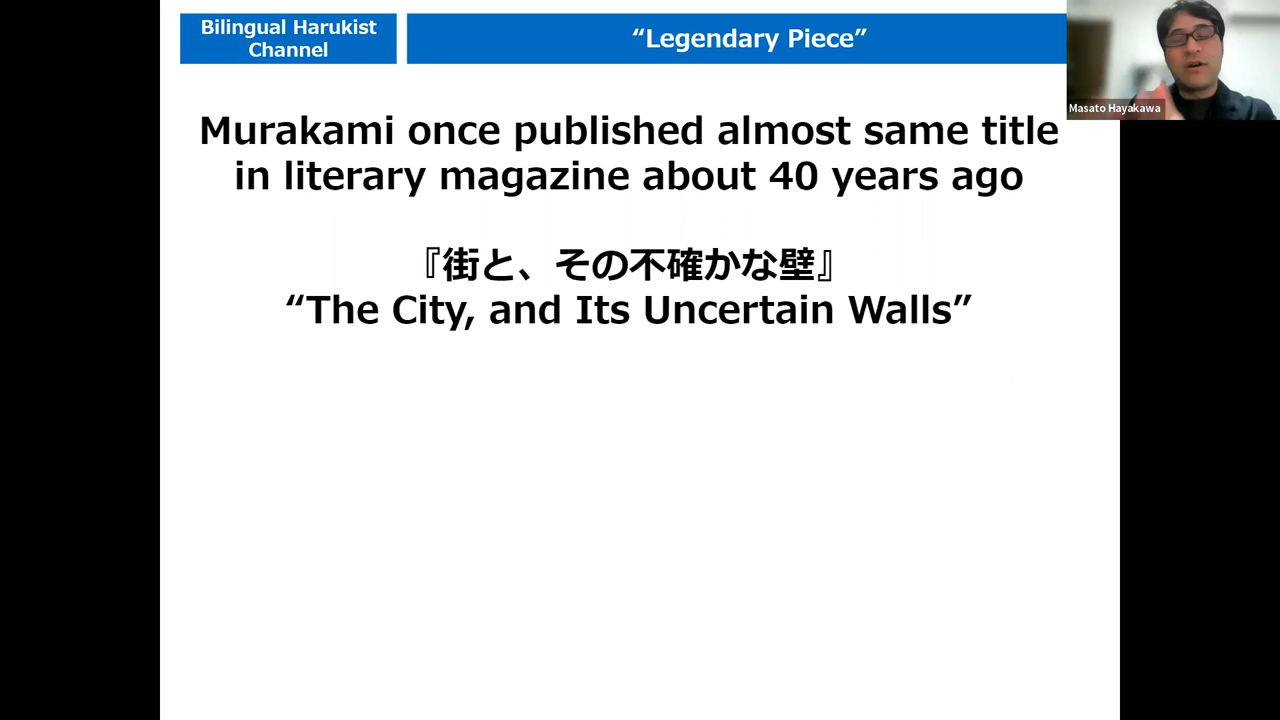 Bilingual Harukist
Channel
“Legendary Piece”
Masato Hayakawa
Murakami once published almost same title
in literary magazine about 40 years ago
『街と、その不確かな壁』
“The City, and Its Uncertain Walls”